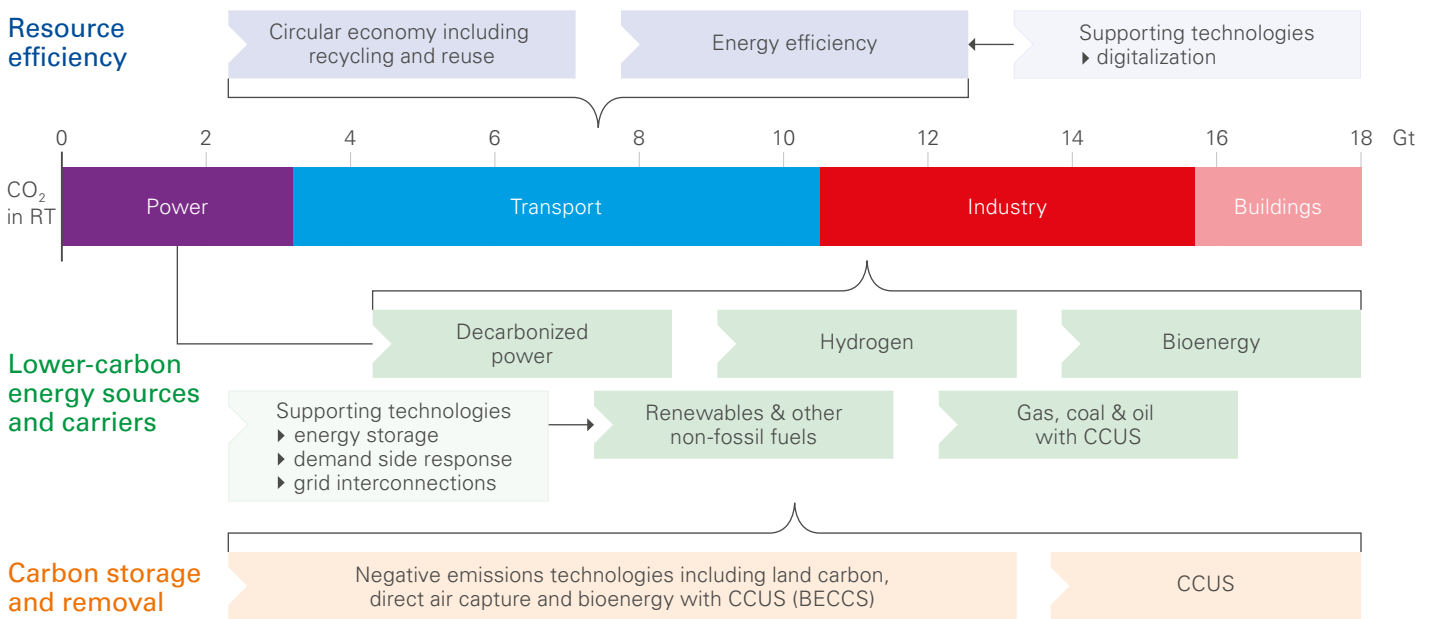 Resource
efficiency
Circular economy including
recycling and reuse
Energy efficiency
Supporting technologies
▸ digitalization
0 2 4 6 8 10 12 14 16 18 Gt
CO₂
in RT
Power
Transport
Industry
Buildings
Lower-carbon
energy sources
and carriers
Decarbonized
power
Hydrogen
Bioenergy
Supporting technologies
▸ energy storage
▸ demand side response
▸ grid interconnections
Renewables & other
non-fossil fuels
Gas, coal & oil
with CCUS
Carbon storage
and removal
Negative emissions technologies including land carbon,
direct air capture and bioenergy with CCUS (BECCS)
CCUS